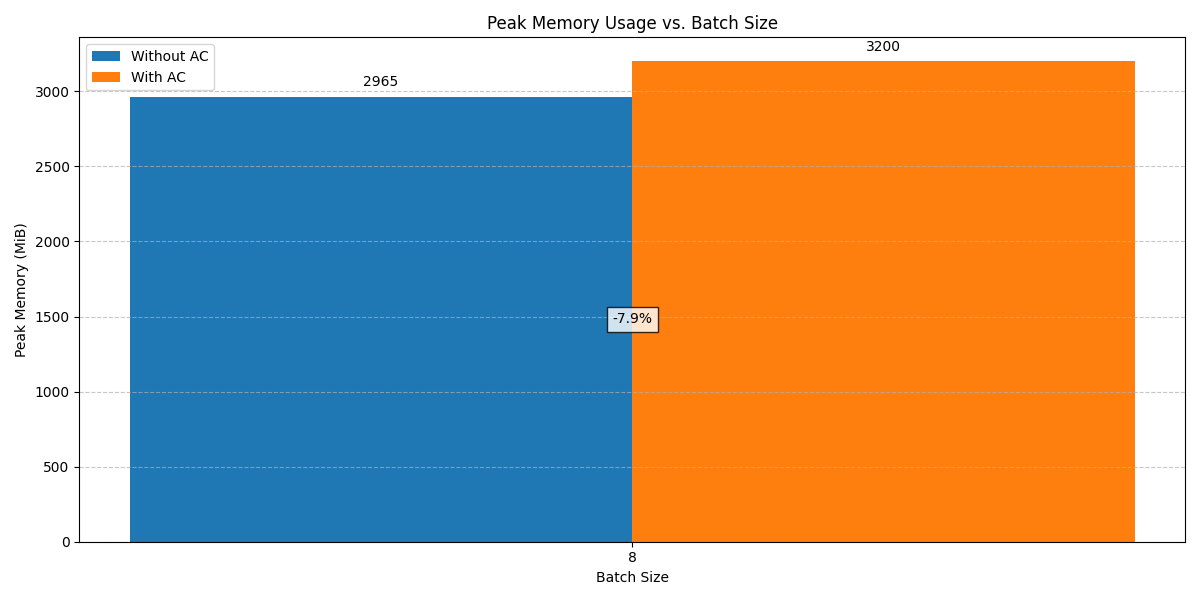 Peak Memory Usage vs. Batch Size
Without AC
With AC
2965
3200
-7.9%
3000
2500
2000
1500
1000
500
0
Peak Memory (MiB)
8
Batch Size